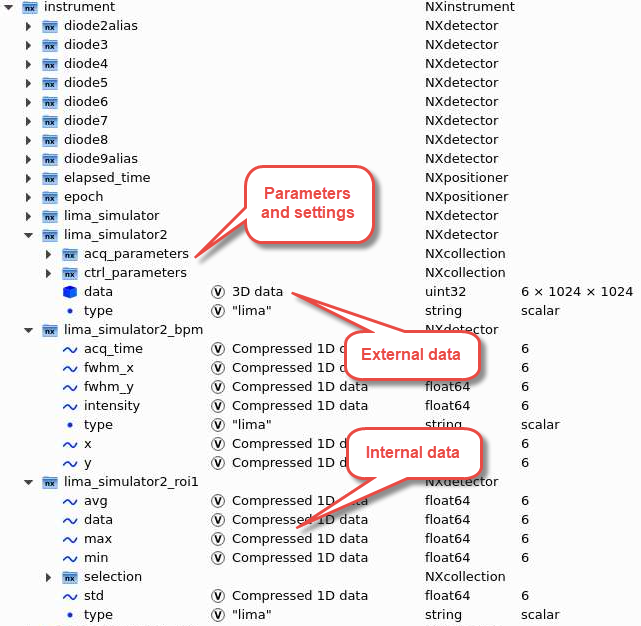 instrument NXinstrument
diode2alias NXdetector
diode3 NXdetector
diode4 NXdetector
diode5 NXdetector
diode6 NXdetector
diode7 NXdetector
diode8 NXdetector
diode9alias NXdetector
elapsed_time NXpositioner
epoch NXpositioner
Parameters
and settings
lima_simulator NXdetector
lima_simulator2 NXdetector
acq_parameters NXcollection
ctrl_parameters NXcollection
data V 3D data uint32 6 × 1024 × 1024
type V "lima" string scalar
lima_simulator2_bpm NXdetector
acq_time V Compressed 1D 6
External data
fwhm_x V Compressed 1D 6
fwhm_y V Compressed 1D data float64 6
intensity V Compressed 1D data float64 6
type V "lima" string scalar
x V Compressed 1D 6
Internal data
y V Compressed 1D 6
lima_simulator2_roi1 NXdetector
avg V Compressed 1D data float64 6
data V Compressed 1D data float64 6
max V Compressed 1D data float64 6
min V Compressed 1D data float64 6
selection NXcollection
std V Compressed 1D data float64 6
type V "lima" string scalar